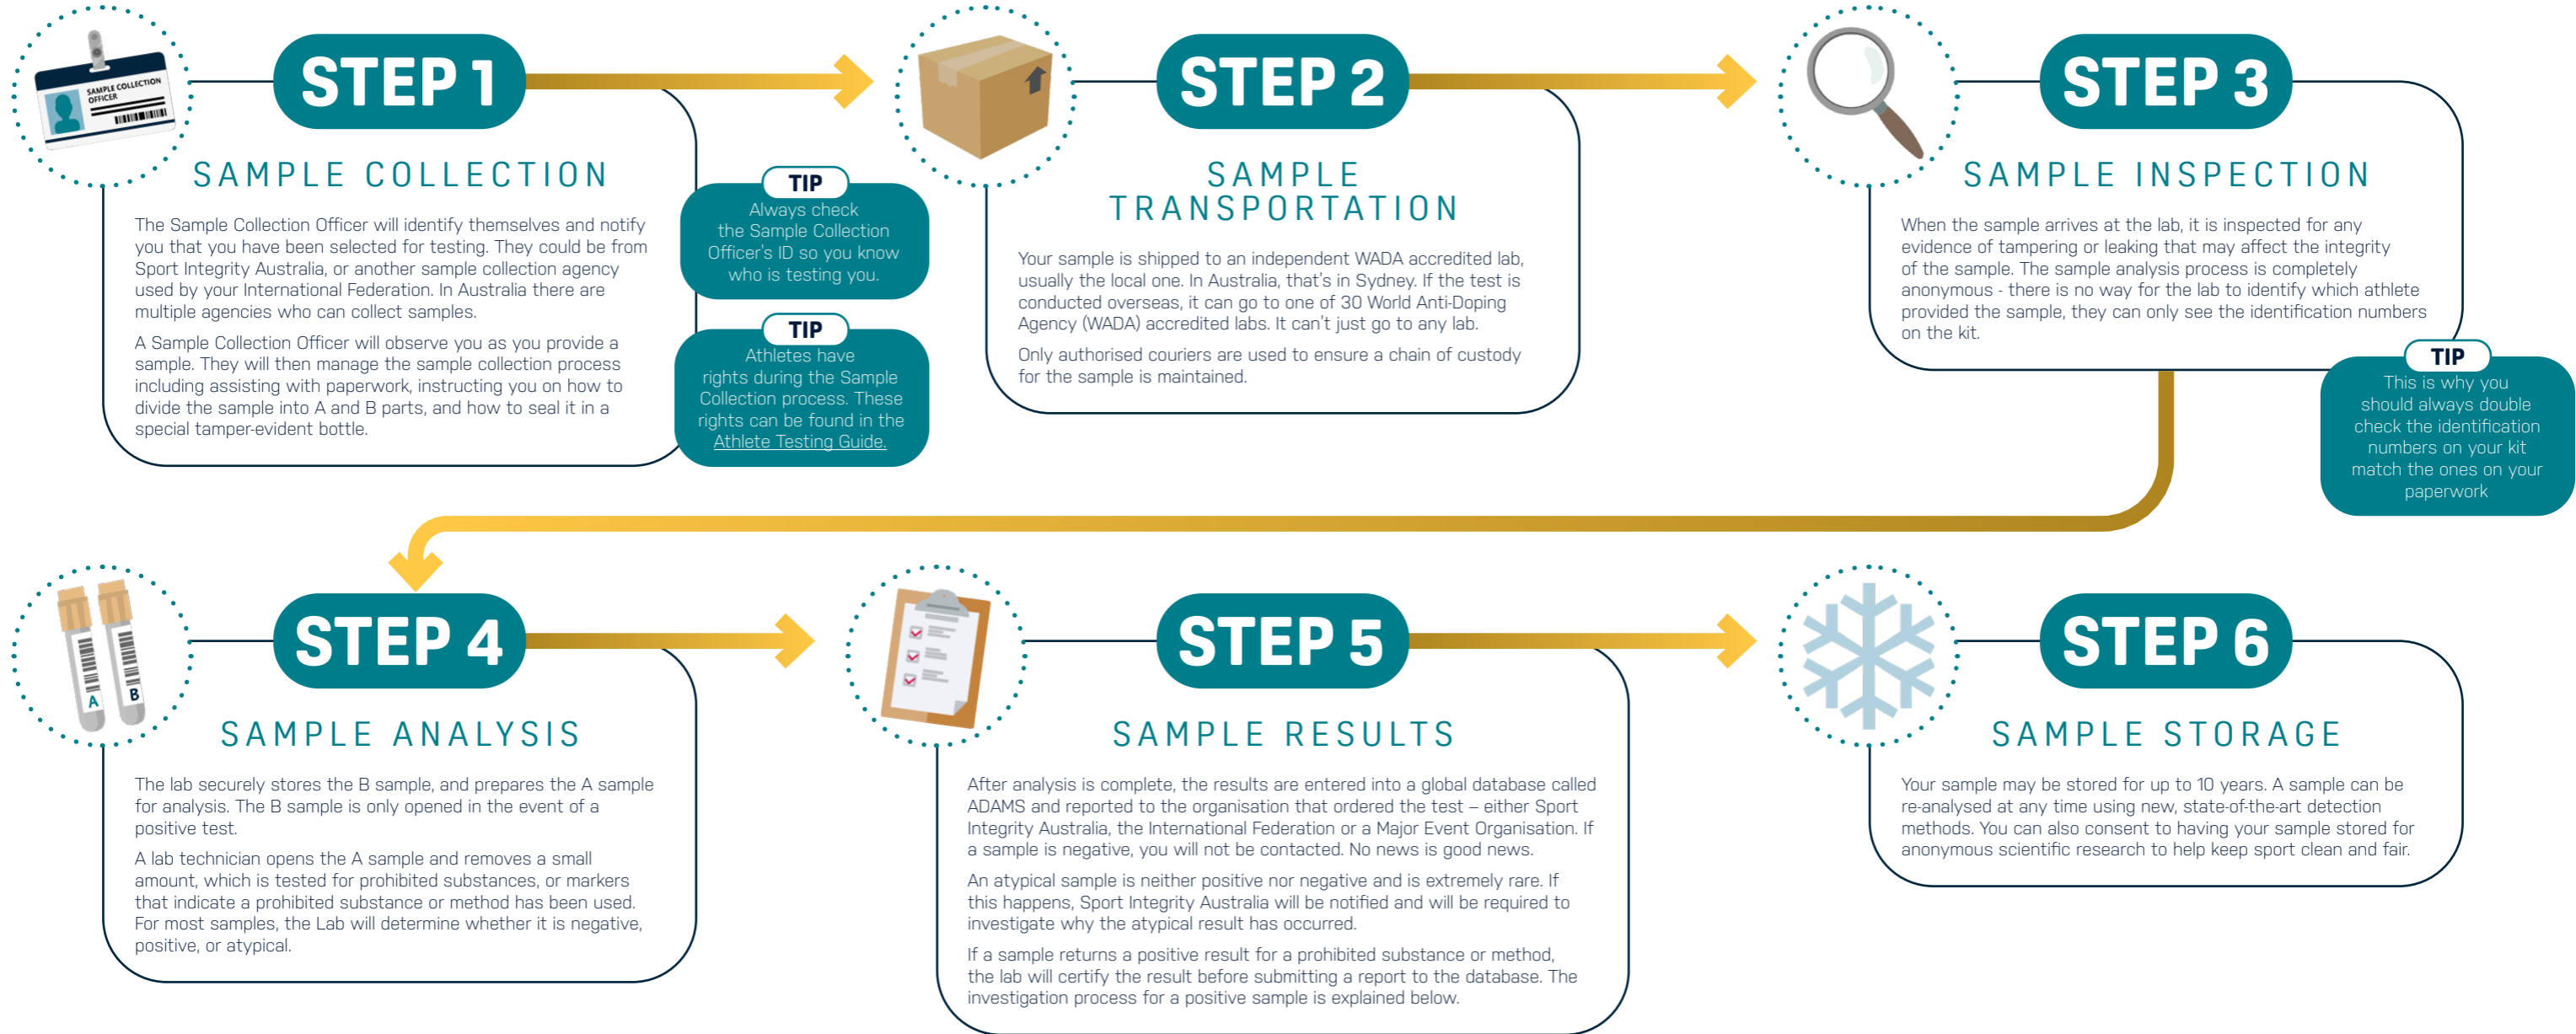 SAMPLE COLLECTION
OFFICER
STEP 1
SAMPLE COLLECTION
The Sample Collection Officer will identify themselves and notify
you that you have been selected for testing. They could be from
Sport Integrity Australia, or another sample collection agency
used by your International Federation. In Australia there are
multiple agencies who can collect samples.
A Sample Collection Officer will observe you as you provide a
sample. They will then manage the sample collection process
including assisting with paperwork, instructing you on how to
divide the sample into A and B parts, and how to seal it in a
special tamper-evident bottle.
TIP
Always check
the Sample Collection
Officer's ID so you know
who is testing you.
TIP
Athletes have
rights during the Sample
Collection process. These
rights can be found in the
Athlete Testing Guide.
STEP 2
SAMPLE
TRANSPORTATION
Your sample is shipped to an independent WADA accredited lab,
usually the local one. In Australia, that's in Sydney. If the test is
conducted overseas, it can go to one of 30 World Anti-Doping
Agency (WADA) accredited labs. It can't just go to any lab.
Only authorised couriers are used to ensure a chain of custody
for the sample is maintained.
STEP 3
SAMPLE INSPECTION
When the sample arrives at the lab, it is inspected for any
evidence of tampering or leaking that may affect the integrity
of the sample. The sample analysis process is completely
anonymous - there is no way for the lab to identify which athlete
provided the sample, they can only see the identification numbers
on the kit.
TIP
This is why you
should always double
check the identification
numbers on your kit
match the ones on your
paperwork
A
B
STEP 4
SAMPLE ANALYSIS
The lab securely stores the B sample, and prepares the A sample
for analysis. The B sample is only opened in the event of a
positive test.
A lab technician opens the A sample and removes a small
amount, which is tested for prohibited substances, or markers
that indicate a prohibited substance or method has been used.
For most samples, the Lab will determine whether it is negative,
positive, or atypical.
STEP 5
SAMPLE RESULTS
After analysis is complete, the results are entered into a global database called
ADAMS and reported to the organisation that ordered the test – either Sport
Integrity Australia, the International Federation or a Major Event Organisation. If
a sample is negative, you will not be contacted. No news is good news.
An atypical sample is neither positive nor negative and is extremely rare. If
this happens, Sport Integrity Australia will be notified and will be required to
investigate why the atypical result has occurred.
If a sample returns a positive result for a prohibited substance or method,
the lab will certify the result before submitting a report to the database. The
investigation process for a positive sample is explained below.
STEP 6
SAMPLE STORAGE
Your sample may be stored for up to 10 years. A sample can be
re-analysed at any time using new, state-of-the-art detection
methods. You can also consent to having your sample stored for
anonymous scientific research to help keep sport clean and fair.